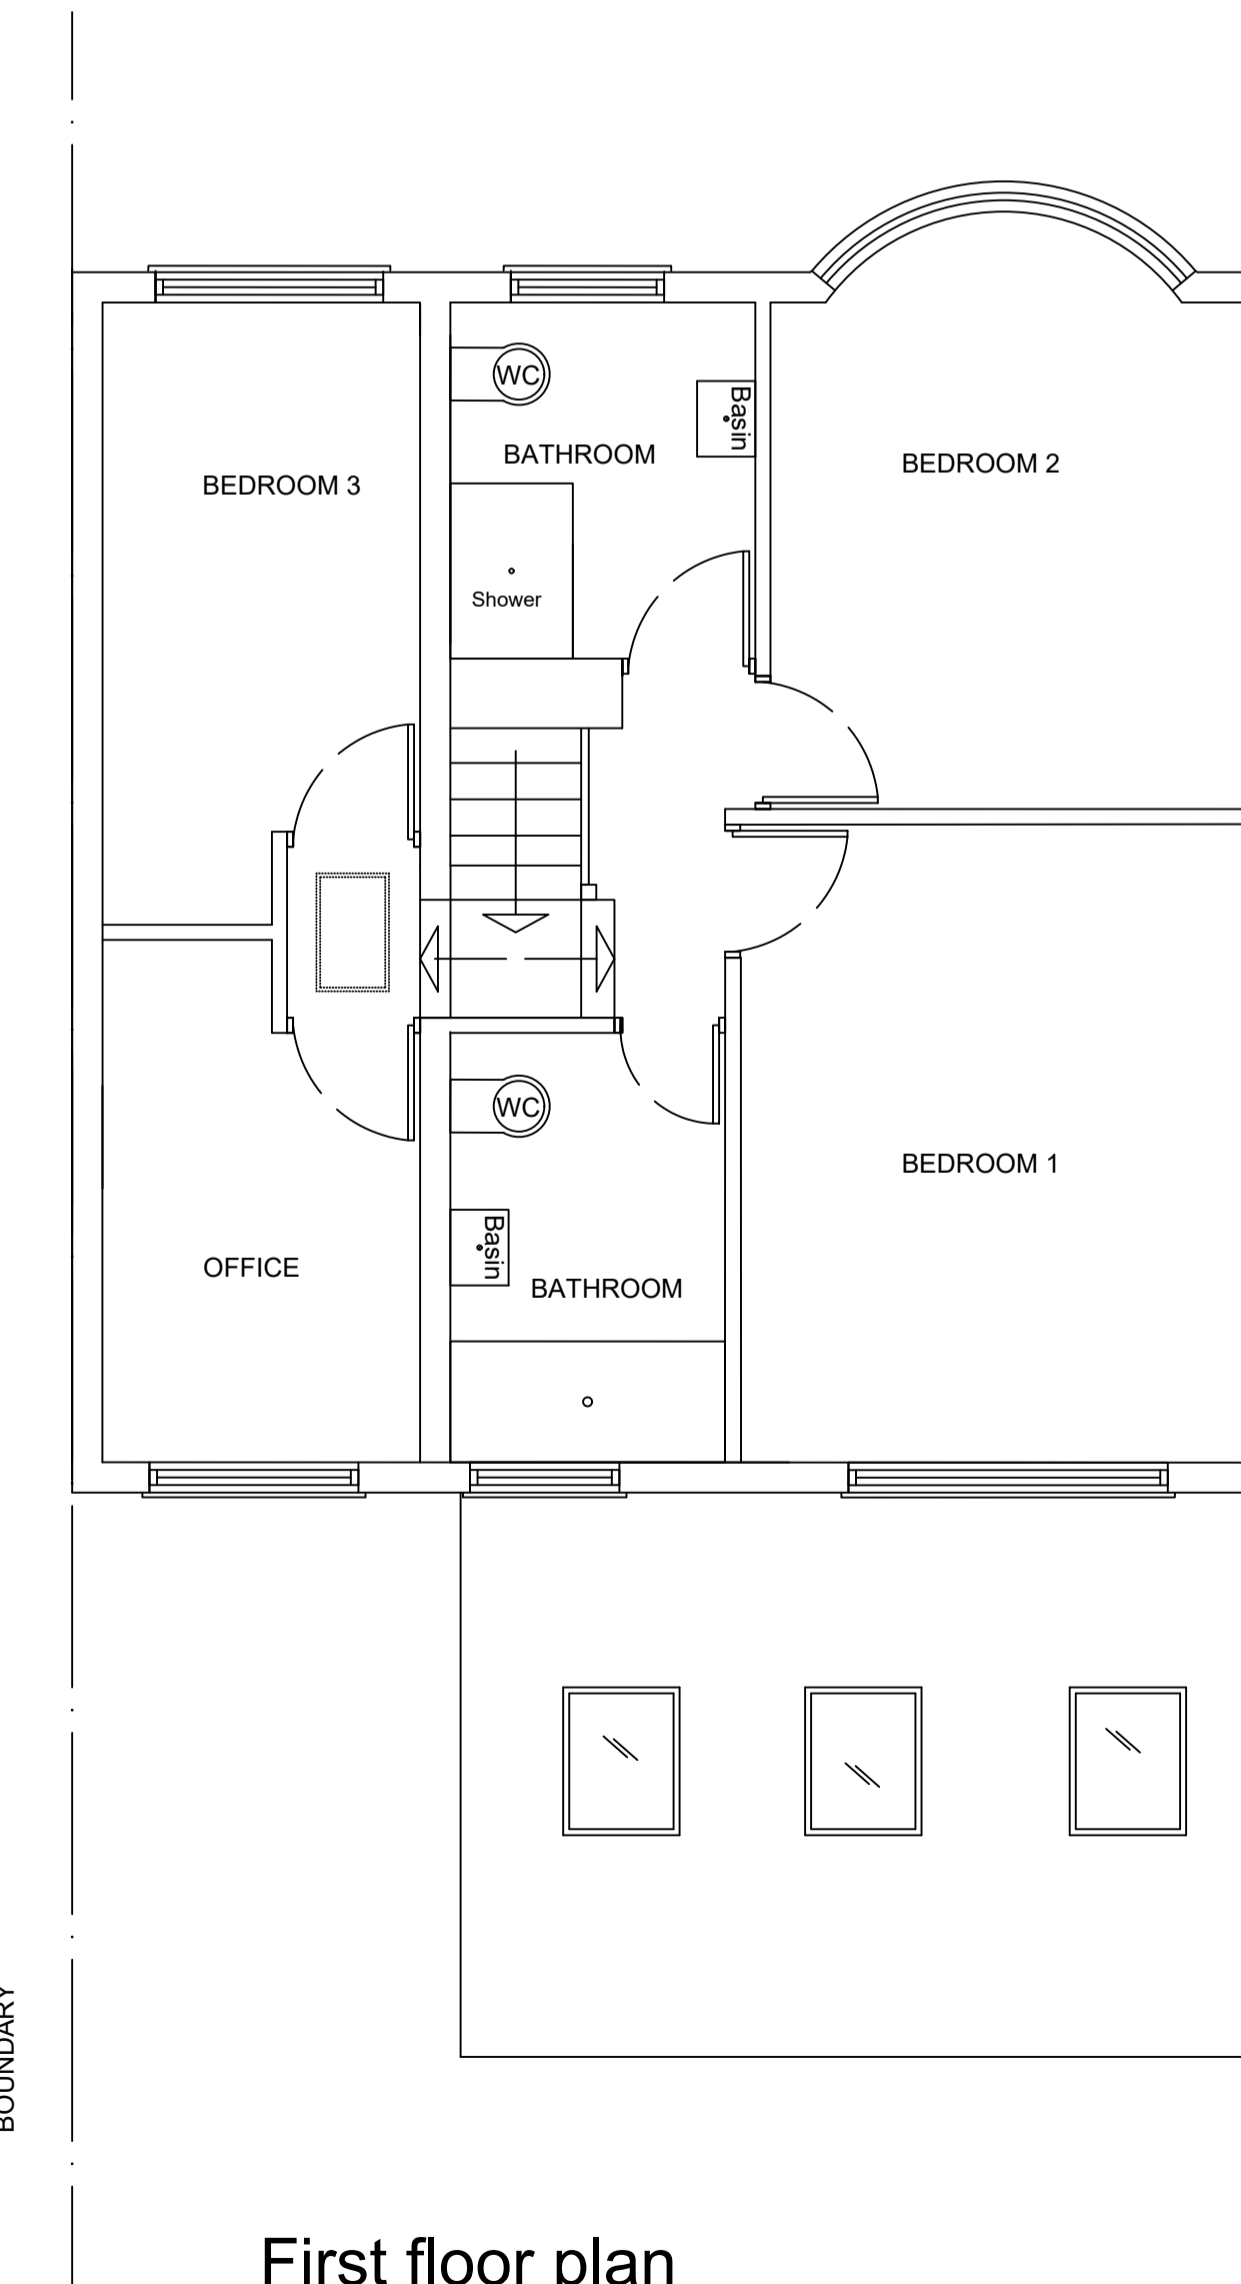 WC
Basin
BATHROOM
BEDROOM 2
BEDROOM 3
Shower
WC
BEDROOM 1
Basin
OFFICE
BATHROOM
BOUNDARY
First floor plan